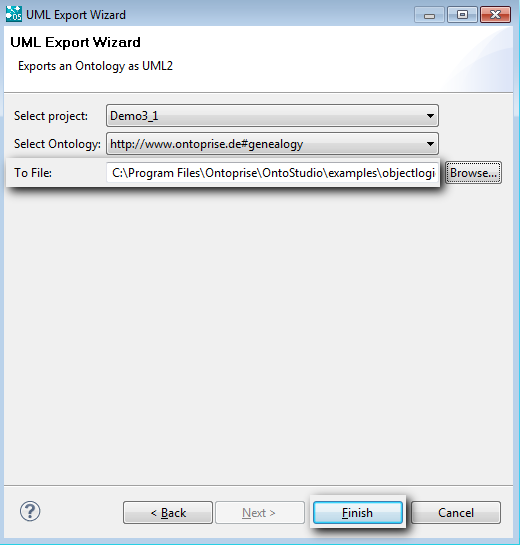 UML Export Wizard
UML Export Wizard
Exports an Ontology as UML2
Select project: Demo3_1
Select Ontology: http://www.ontoprise.de#genealogy
To File: C:\Program Files\Ontoprise\OntoStudio\examples\objectlogi Browse...
< Back Next > Finish Cancel